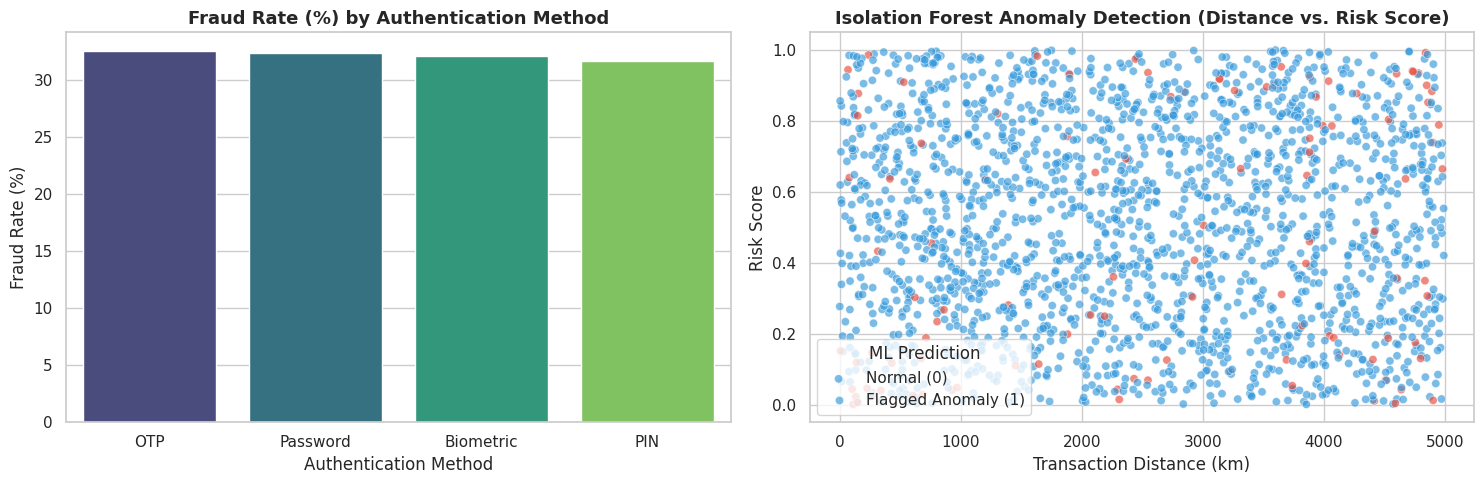 Fraud Rate (%) by Authentication Method
Fraud Rate (%)
30
25
20
15
10
5
0
OTP
Password
Biometric
PIN
Authentication Method
Isolation Forest Anomaly Detection (Distance vs. Risk Score)
Risk Score
1.0
0.8
0.6
0.4
0.2
0.0
ML Prediction
Normal (0)
Flagged Anomaly (1)
0
1000
2000
3000
4000
5000
Transaction Distance (km)